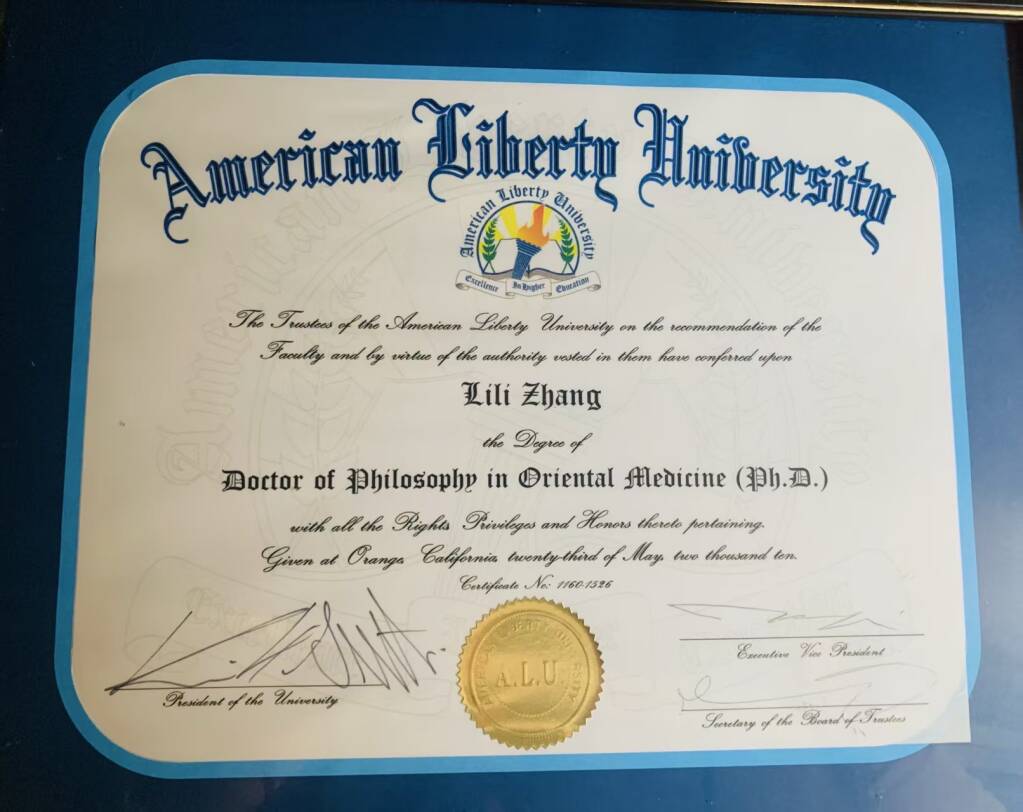 American Liberty University
American Liberty University
Excellence In Higher Education
The Trustees of the American Liberty University on the recommendation of the
Faculty and by virtue of the authority vested in them have conferred upon
Lili Zhang
the Degree of
Doctor of Philosophy in Oriental Medicine (Ph.D.)
with all the Rights Privileges and Honors thereto pertaining.
Given at Orange, California, twenty-third of May, two thousand ten.
Certificate No: 1160-1526
President of the University
A.L.U.
Executive Vice President
Secretary of the Board of Trustees